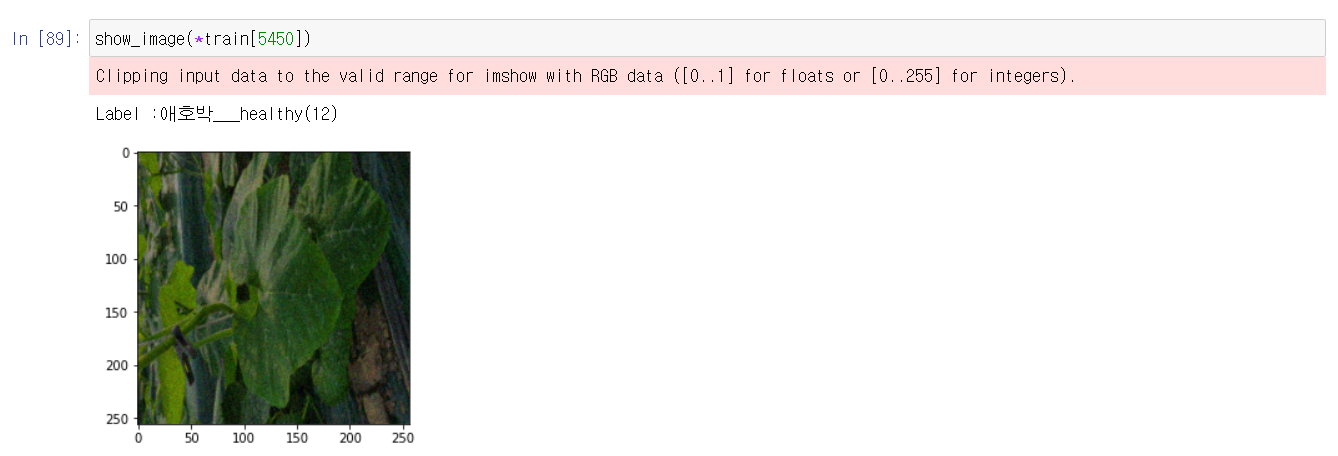 In [89]: show_image(*train[5450])
Clipping input data to the valid range for imshow with RGB data ([0..1] for floats or [0..255] for integers).
Label :애호박___healthy(12)
0
50
100
150
200
250
0 50 100 150 200 250